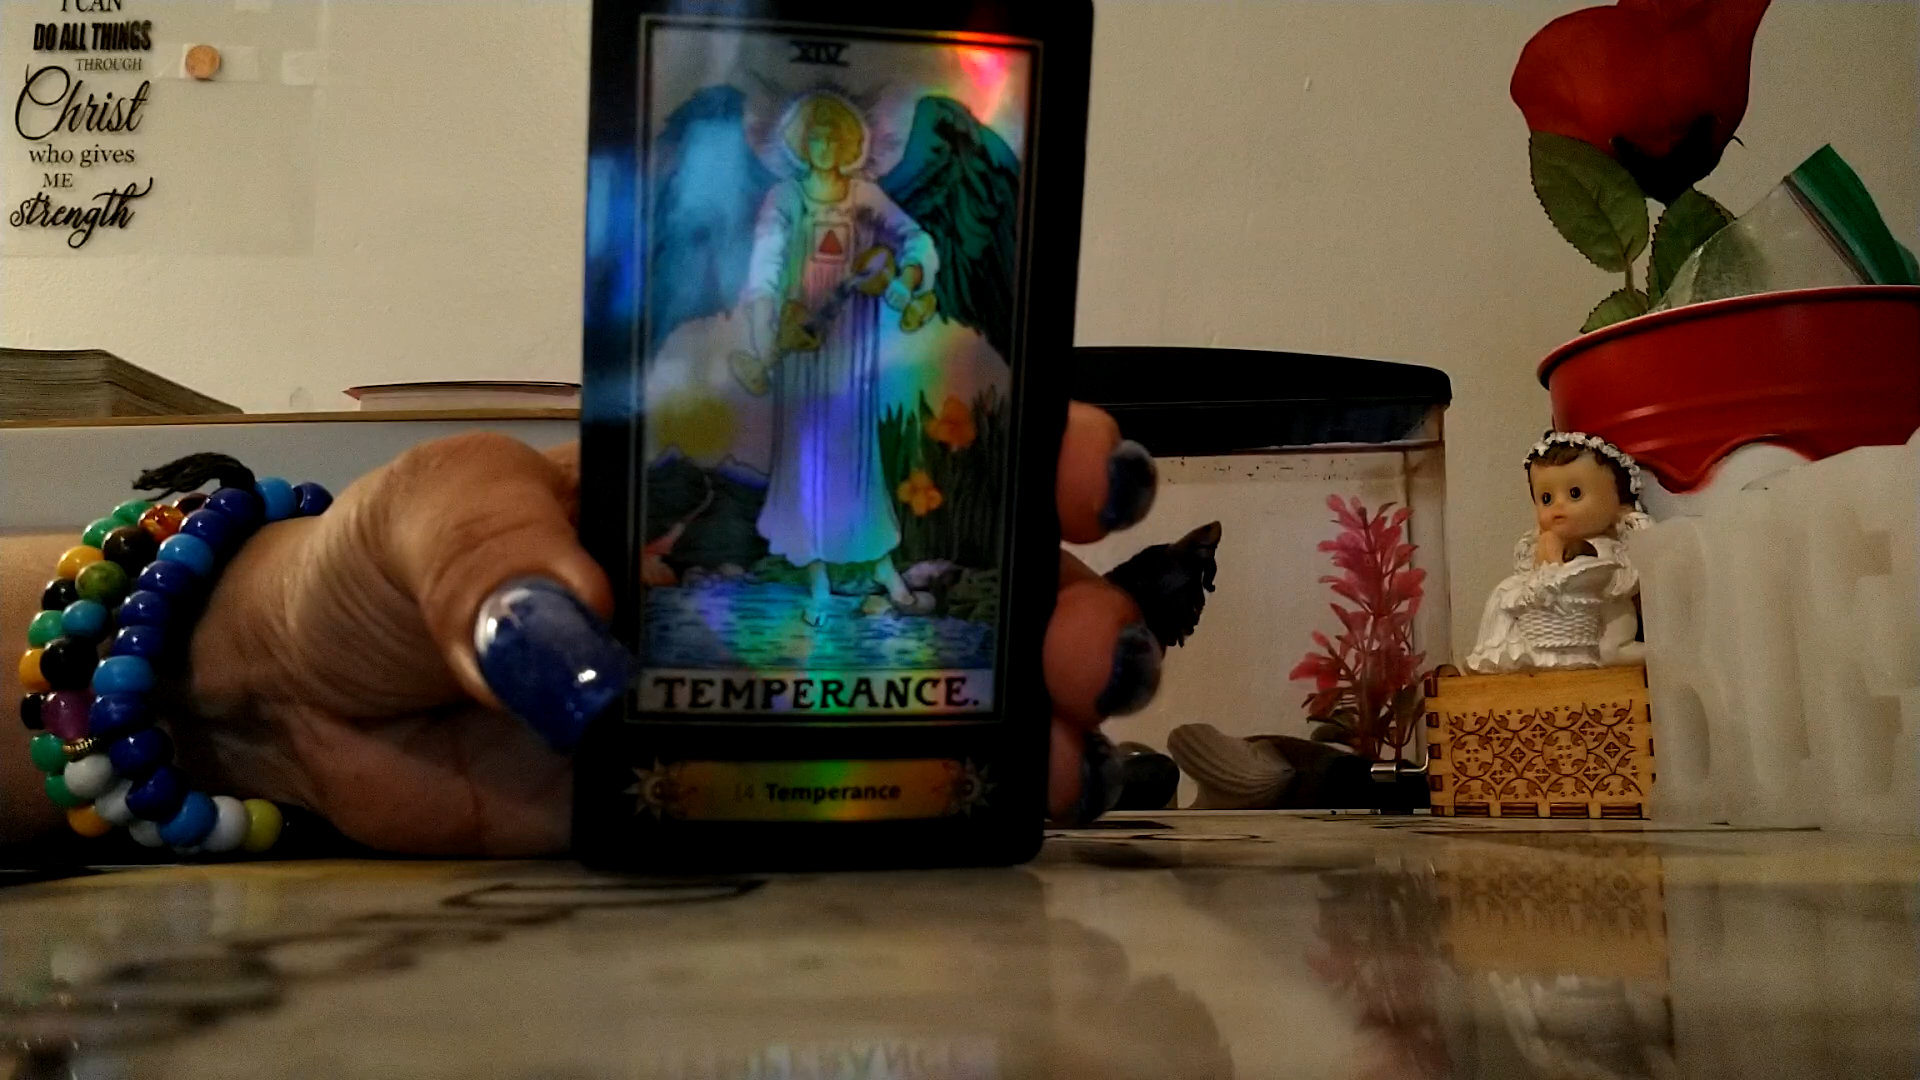 I CAN
DO ALL THINGS
THROUGH
Christ
who gives
ME
strength
XIV
TEMPERANCE.
14 Temperance